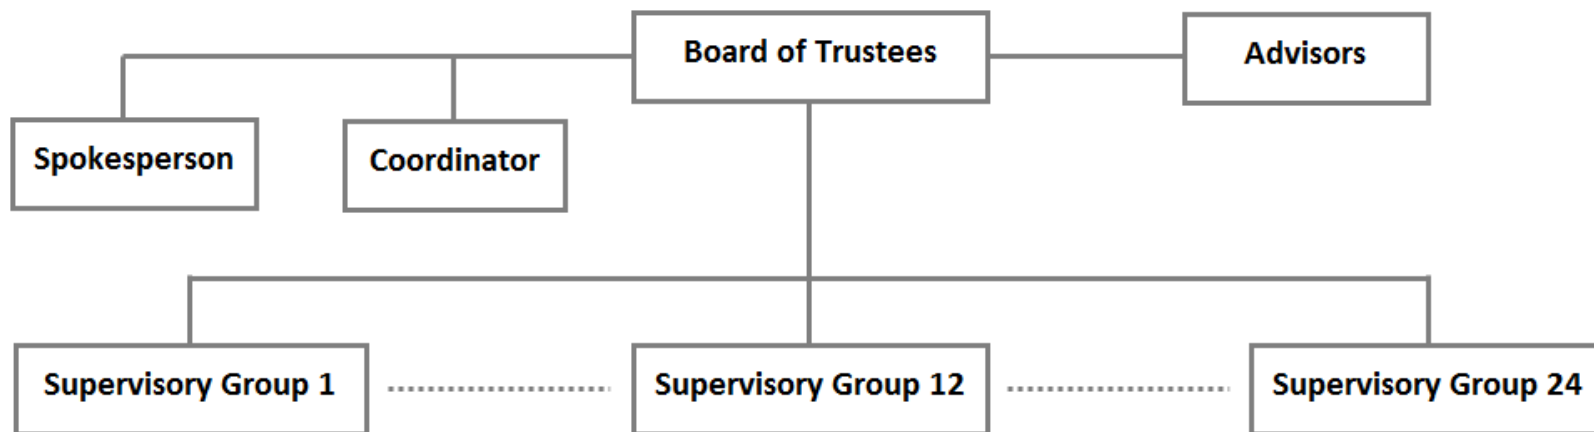 Board of Trustees
Advisors
Spokesperson
Coordinator
Supervisory Group 1
Supervisory Group 12
Supervisory Group 24